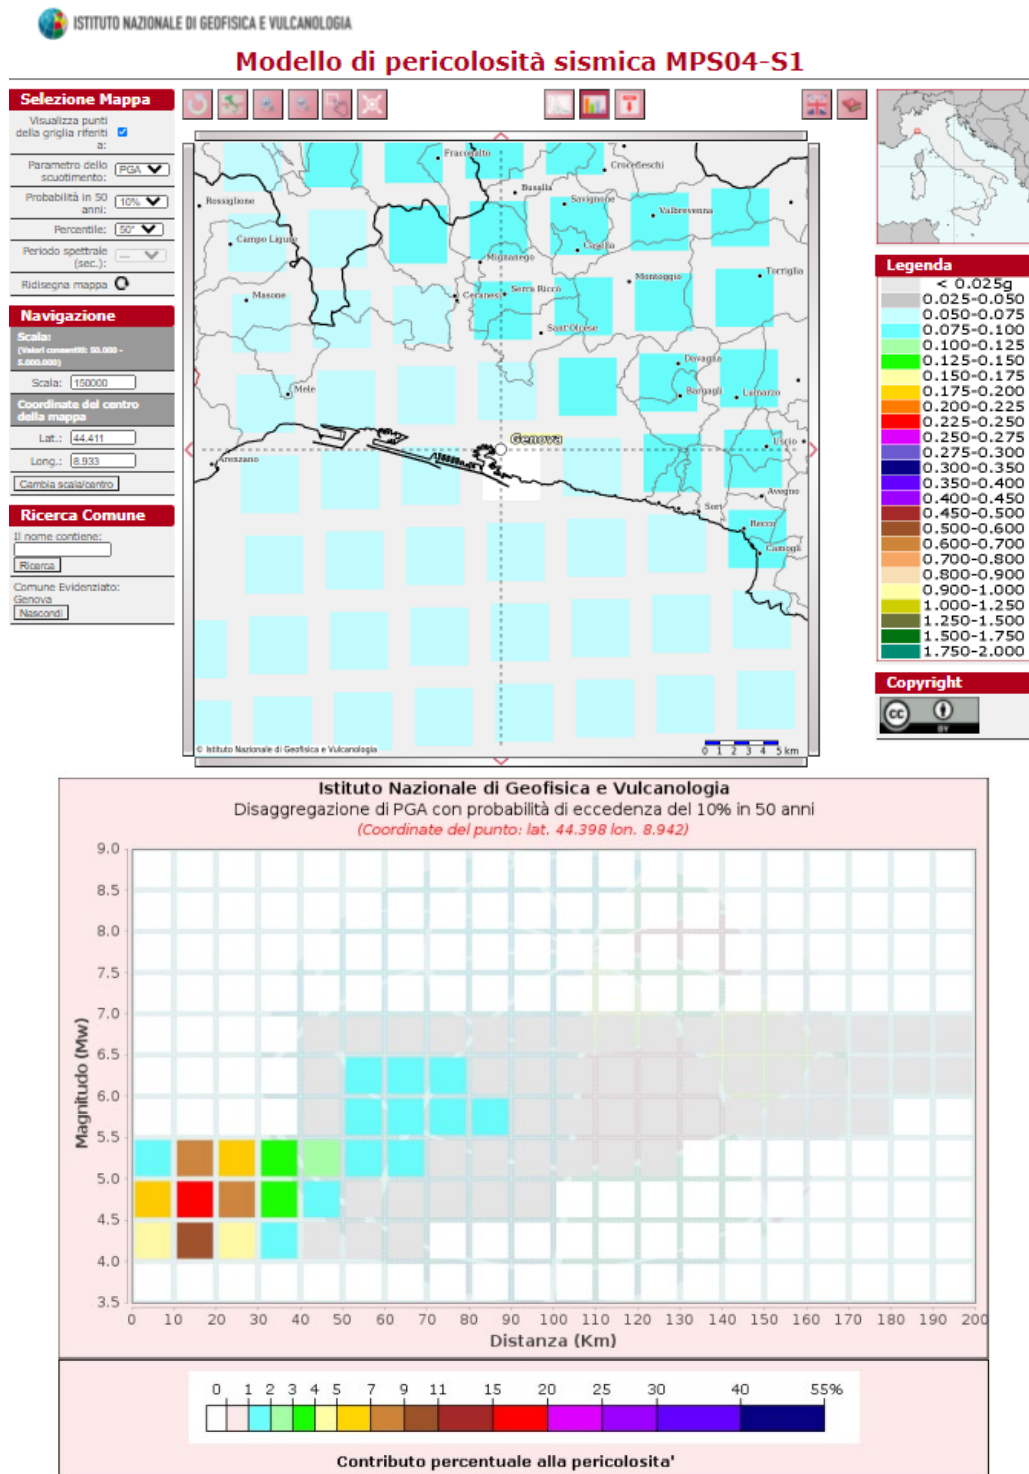 ISTITUTO NAZIONALE DI GEOFISICA E VULCANOLOGIA
Modello di pericolosità sismica MPS04-S1
Selezione Mappa
Visualizza punti
della griglia riferiti
a:
Parametro dello
scuotimento: PGA
Probabilità in 50
anni: 10%
Percentile: 50°
Periodo spettrale
(sec.): ---
Ridisegna mappa
Navigazione
Scala:
(Valori consentiti: 50.000 -
5.000.000)
Scala: 150000
Coordinate del centro
della mappa
Lat.: 44.411
Long.: 8.933
Cambia scala/centro
Ricerca Comune
Il nome contiene:
Ricerca
Comune Evidenziato:
Genova
Nascondi
Fraconalto
Crocefieschi
Rossiglione
Busalla
Savignone
Valbrevenna
Campo Ligure
Casella
Mignanego
Masone
Ceranesi
Serra Riccò
Montoggio
Torriglia
Sant'Olcese
Mele
Davagna
Bargagli
Lumarzo
Genova
Arenzano
Uscio
Avegno
Sori
Recco
Camogli
© Istituto Nazionale di Geofisica e Vulcanologia
0 1 2 3 4 5 km
Legenda
< 0.025g
0.025-0.050
0.050-0.075
0.075-0.100
0.100-0.125
0.125-0.150
0.150-0.175
0.175-0.200
0.200-0.225
0.225-0.250
0.250-0.275
0.275-0.300
0.300-0.350
0.350-0.400
0.400-0.450
0.450-0.500
0.500-0.600
0.600-0.700
0.700-0.800
0.800-0.900
0.900-1.000
1.000-1.250
1.250-1.500
1.500-1.750
1.750-2.000
Copyright
cc
BY
Istituto Nazionale di Geofisica e Vulcanologia
Disaggregazione di PGA con probabilità di eccedenza del 10% in 50 anni
(Coordinate del punto: lat. 44.398 lon. 8.942)
Magnitudo (Mw)
9.0
8.5
8.0
7.5
7.0
6.5
6.0
5.5
5.0
4.5
4.0
3.5
0 10 20 30 40 50 60 70 80 90 100 110 120 130 140 150 160 170 180 190 200
Distanza (Km)
0 1 2 3 4 5 7 9 11 15 20 25 30 40 55%
Contributo percentuale alla pericolosita'